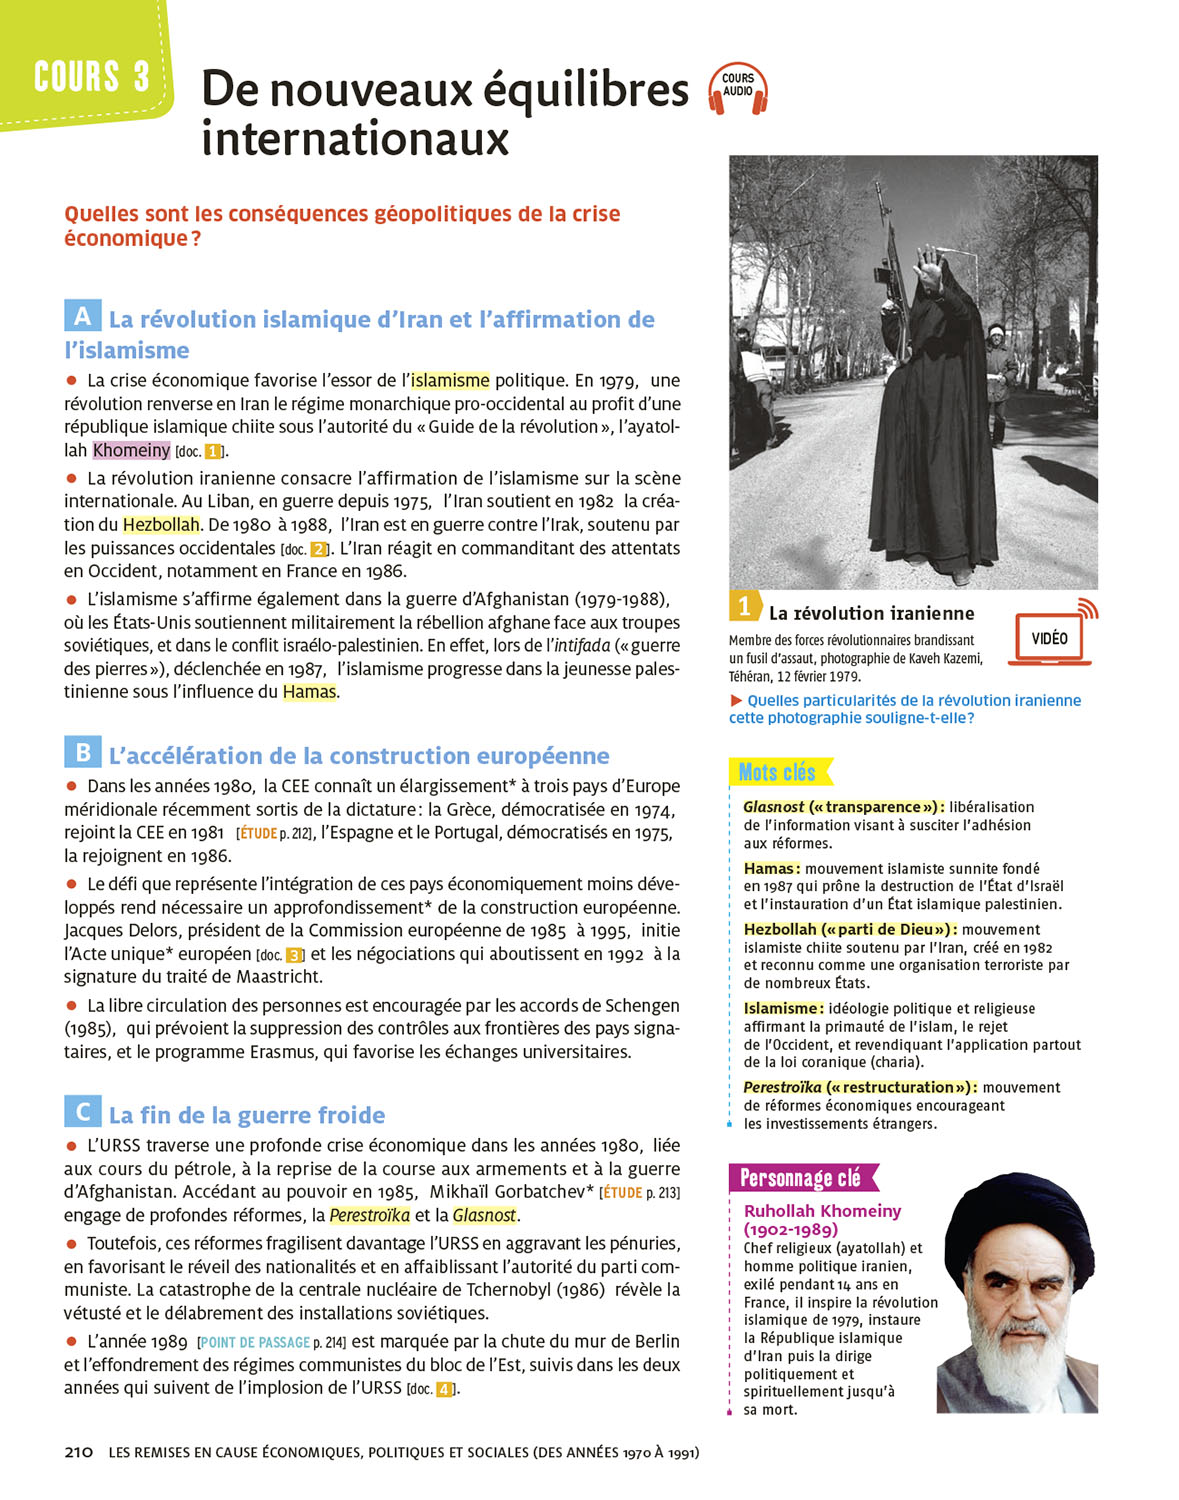 COURS 3
De nouveaux équilibres
internationaux
COURS
AUDIO
Quelles sont les conséquences géopolitiques de la crise
économique ?
A La révolution islamique d'Iran et l'affirmation de
l'islamisme
• La crise économique favorise l'essor de l'islamisme politique. En 1979, une
révolution renverse en Iran le régime monarchique pro-occidental au profit d'une
république islamique chiite sous l'autorité du « Guide de la révolution », l'ayatol-
lah Khomeiny [doc. 1].
• La révolution iranienne consacre l'affirmation de l'islamisme sur la scène
internationale. Au Liban, en guerre depuis 1975, l'Iran soutient en 1982 la créa-
tion du Hezbollah. De 1980 à 1988, l'Iran est en guerre contre l'Irak, soutenu par
les puissances occidentales [doc. 2]. L'Iran réagit en commanditant des attentats
en Occident, notamment en France en 1986.
• L'islamisme s'affirme également dans la guerre d'Afghanistan (1979-1988),
où les États-Unis soutiennent militairement la rébellion afghane face aux troupes
soviétiques, et dans le conflit israélo-palestinien. En effet, lors de l'intifada (« guerre
des pierres »), déclenchée en 1987, l'islamisme progresse dans la jeunesse pales-
tinienne sous l'influence du Hamas.
B L'accélération de la construction européenne
• Dans les années 1980, la CEE connaît un élargissement* à trois pays d'Europe
méridionale récemment sortis de la dictature : la Grèce, démocratisée en 1974,
rejoint la CEE en 1981 [ÉTUDE p. 212], l'Espagne et le Portugal, démocratisés en 1975,
la rejoignent en 1986.
• Le défi que représente l'intégration de ces pays économiquement moins déve-
loppés rend nécessaire un approfondissement* de la construction européenne.
Jacques Delors, président de la Commission européenne de 1985 à 1995, initie
l'Acte unique* européen [doc. 3] et les négociations qui aboutissent en 1992 à la
signature du traité de Maastricht.
• La libre circulation des personnes est encouragée par les accords de Schengen
(1985), qui prévoient la suppression des contrôles aux frontières des pays signa-
taires, et le programme Erasmus, qui favorise les échanges universitaires.
C La fin de la guerre froide
• L'URSS traverse une profonde crise économique dans les années 1980, liée
aux cours du pétrole, à la reprise de la course aux armements et à la guerre
d'Afghanistan. Accédant au pouvoir en 1985, Mikhaïl Gorbatchev* [ÉTUDE p. 213]
engage de profondes réformes, la Perestroïka et la Glasnost.
• Toutefois, ces réformes fragilisent davantage l'URSS en aggravant les pénuries,
en favorisant le réveil des nationalités et en affaiblissant l'autorité du parti com-
muniste. La catastrophe de la centrale nucléaire de Tchernobyl (1986) révèle la
vétusté et le délabrement des installations soviétiques.
• L'année 1989 [POINT DE PASSAGE p. 214] est marquée par la chute du mur de Berlin
et l'effondrement des régimes communistes du bloc de l'Est, suivis dans les deux
années qui suivent de l'implosion de l'URSS [doc. 4].
1 La révolution iranienne
VIDÉO
Membre des forces révolutionnaires brandissant
un fusil d'assaut, photographie de Kaveh Kazemi,
Téhéran, 12 février 1979.
▶ Quelles particularités de la révolution iranienne
cette photographie souligne-t-elle ?
Mots clés
Glasnost (« transparence ») : libéralisation
de l'information visant à susciter l'adhésion
aux réformes.
Hamas : mouvement islamiste sunnite fondé
en 1987 qui prône la destruction de l'État d'Israël
et l'instauration d'un État islamique palestinien.
Hezbollah (« parti de Dieu ») : mouvement
islamiste chiite soutenu par l'Iran, créé en 1982
et reconnu comme une organisation terroriste par
de nombreux États.
Islamisme : idéologie politique et religieuse
affirmant la primauté de l'islam, le rejet
de l'Occident, et revendiquant l'application partout
de la loi coranique (charia).
Perestroïka (« restructuration ») : mouvement
de réformes économiques encourageant
les investissements étrangers.
Personnage clé
Ruhollah Khomeiny
(1902-1989)
Chef religieux (ayatollah) et
homme politique iranien,
exilé pendant 14 ans en
France, il inspire la révolution
islamique de 1979, instaure
la République islamique
d'Iran puis la dirige
politiquement et
spirituellement jusqu'à
sa mort.
210 LES REMISES EN CAUSE ÉCONOMIQUES, POLITIQUES ET SOCIALES (DES ANNÉES 1970 À 1991)